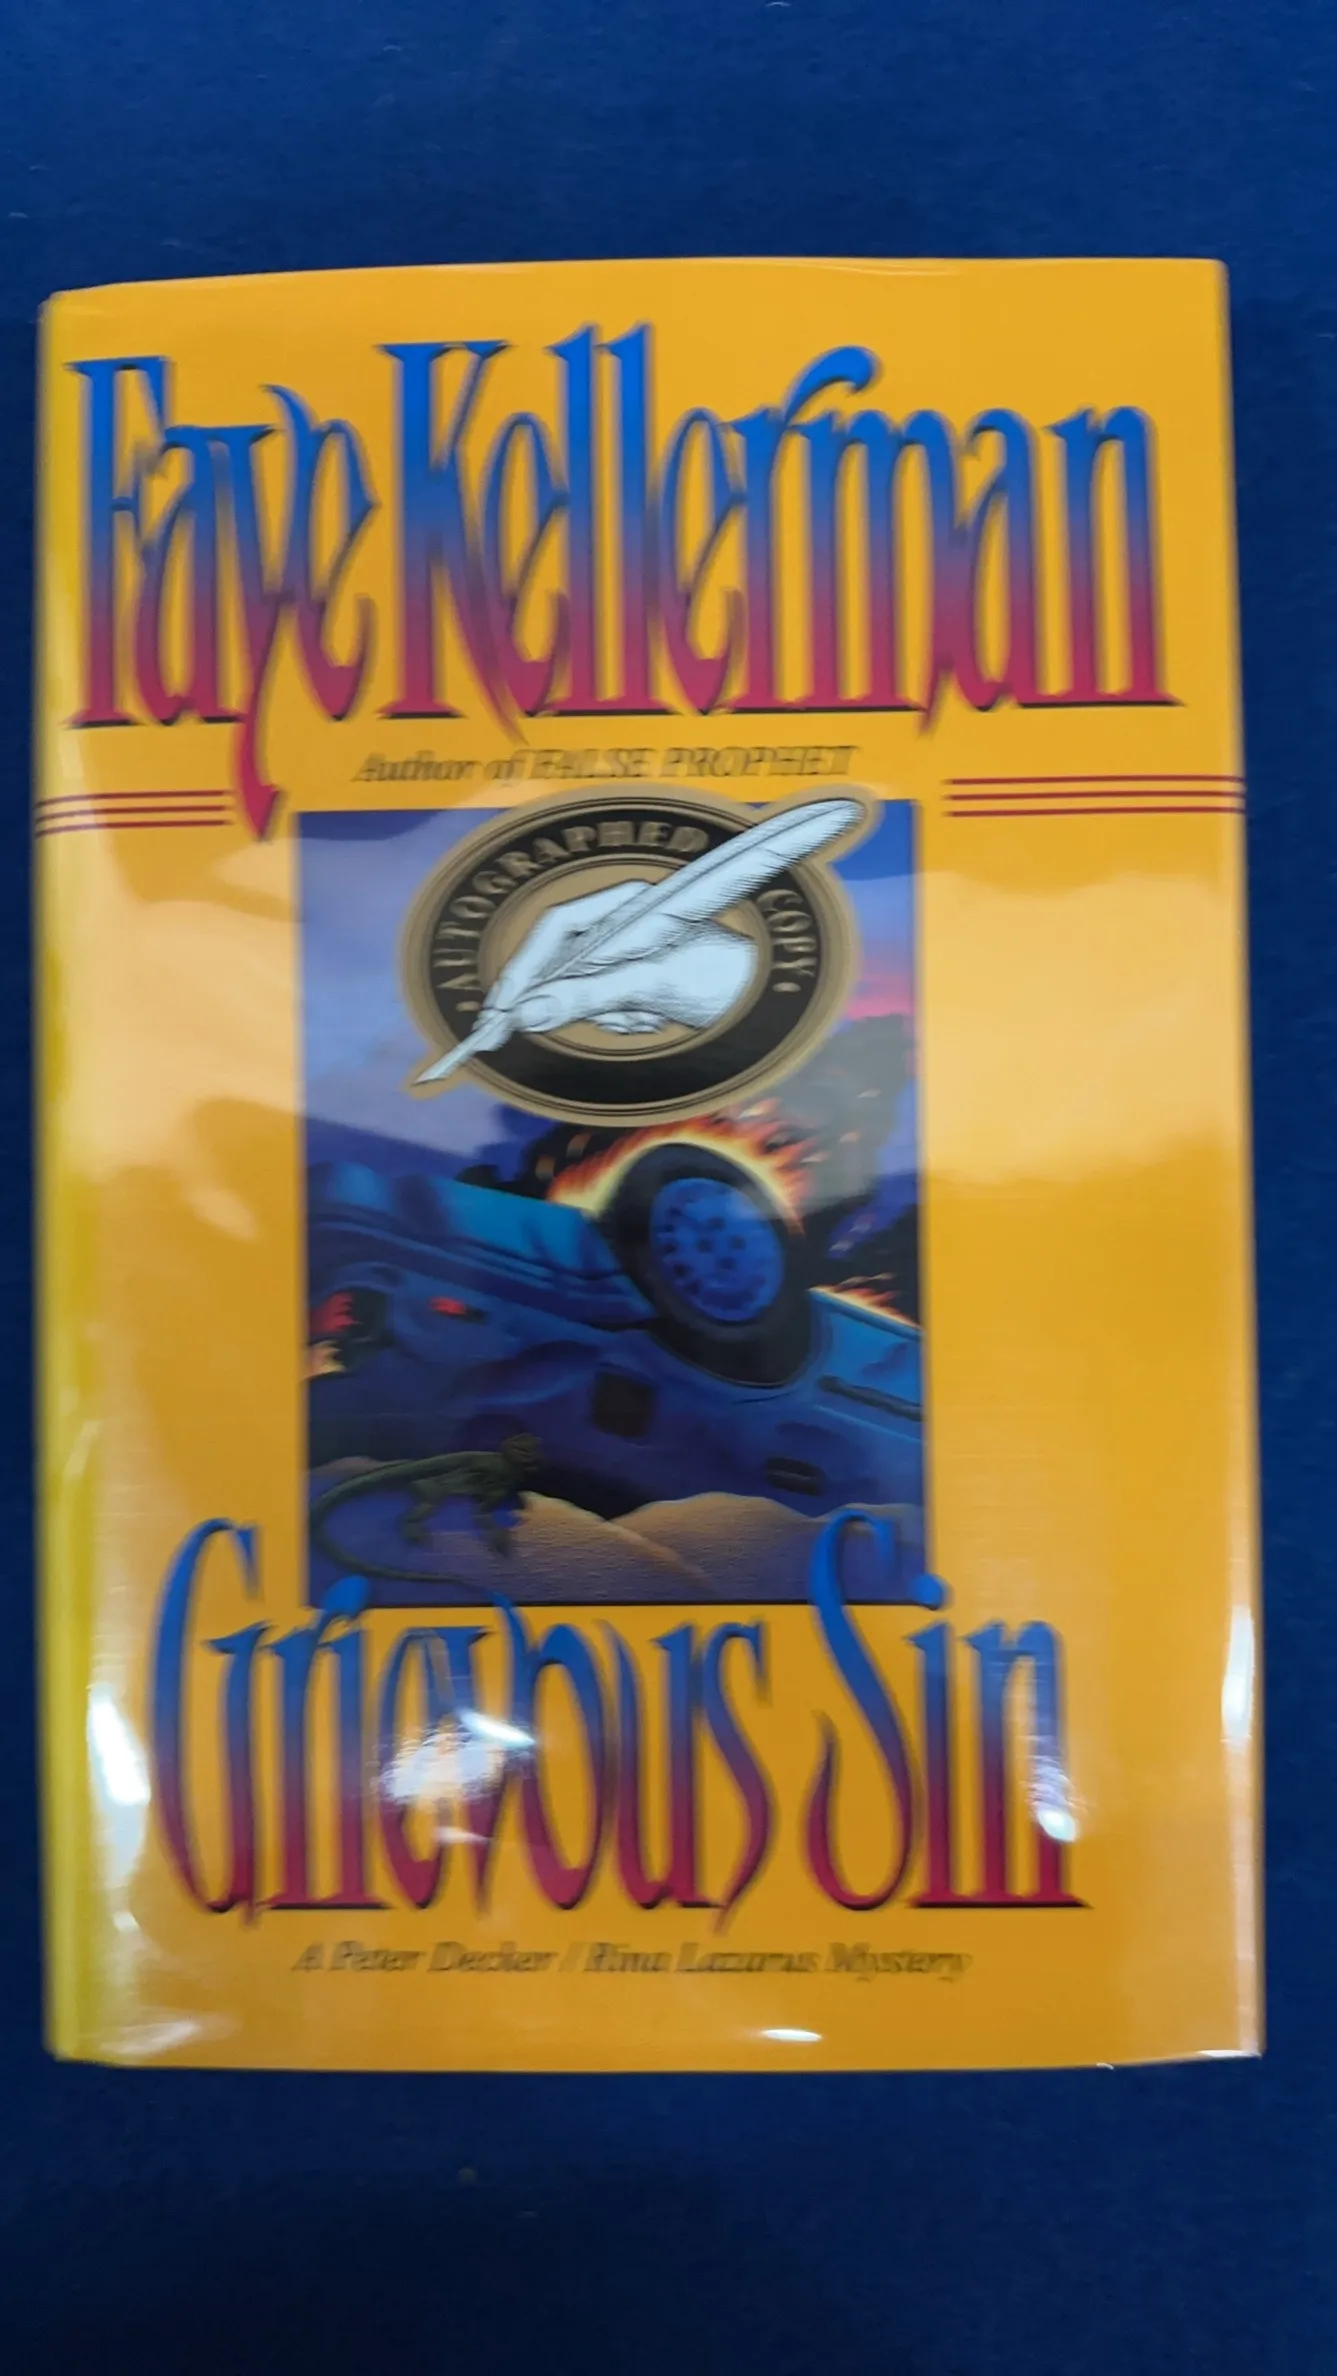 Faye Kellerman
Author of FALSE PROPHET
• AUTOGRAPHED COPY •
Grievous Sin
A Peter Decker / Rina Lazarus Mystery